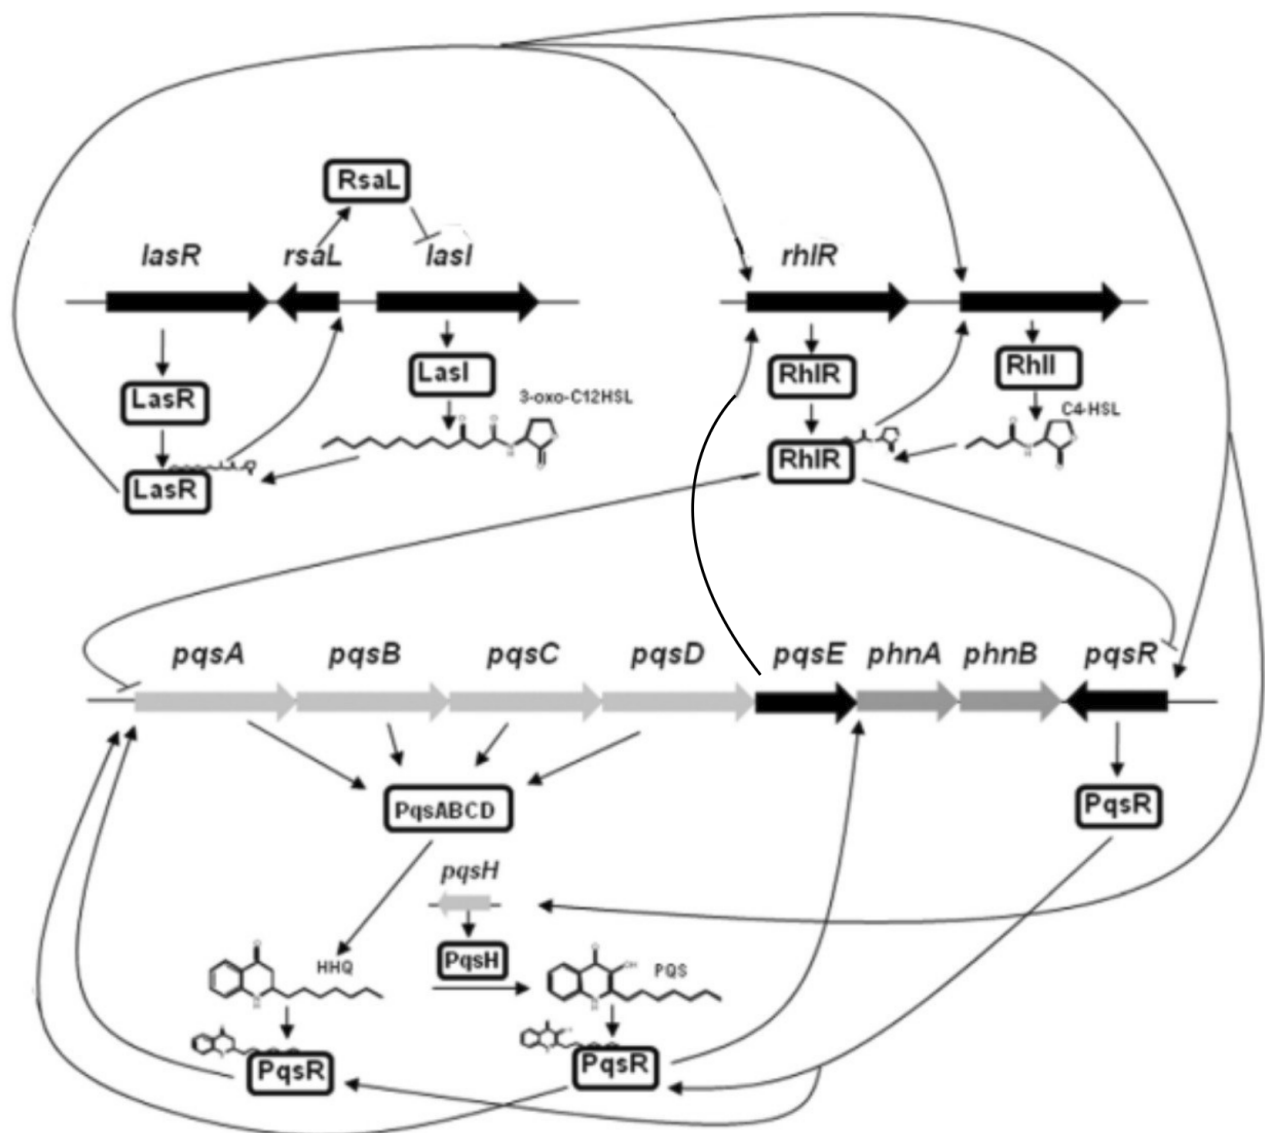 RsaL
lasR rsaL lasI rhlR
LasI RhlR RhlI
LasR 3-oxo-C12HSL C4-HSL
LasR RhlR
pqsA pqsB pqsC pqsD pqsE phnA phnB pqsR
PqsABCD PqsR
pqsH
HHQ PqsH PQS
PqsR PqsR